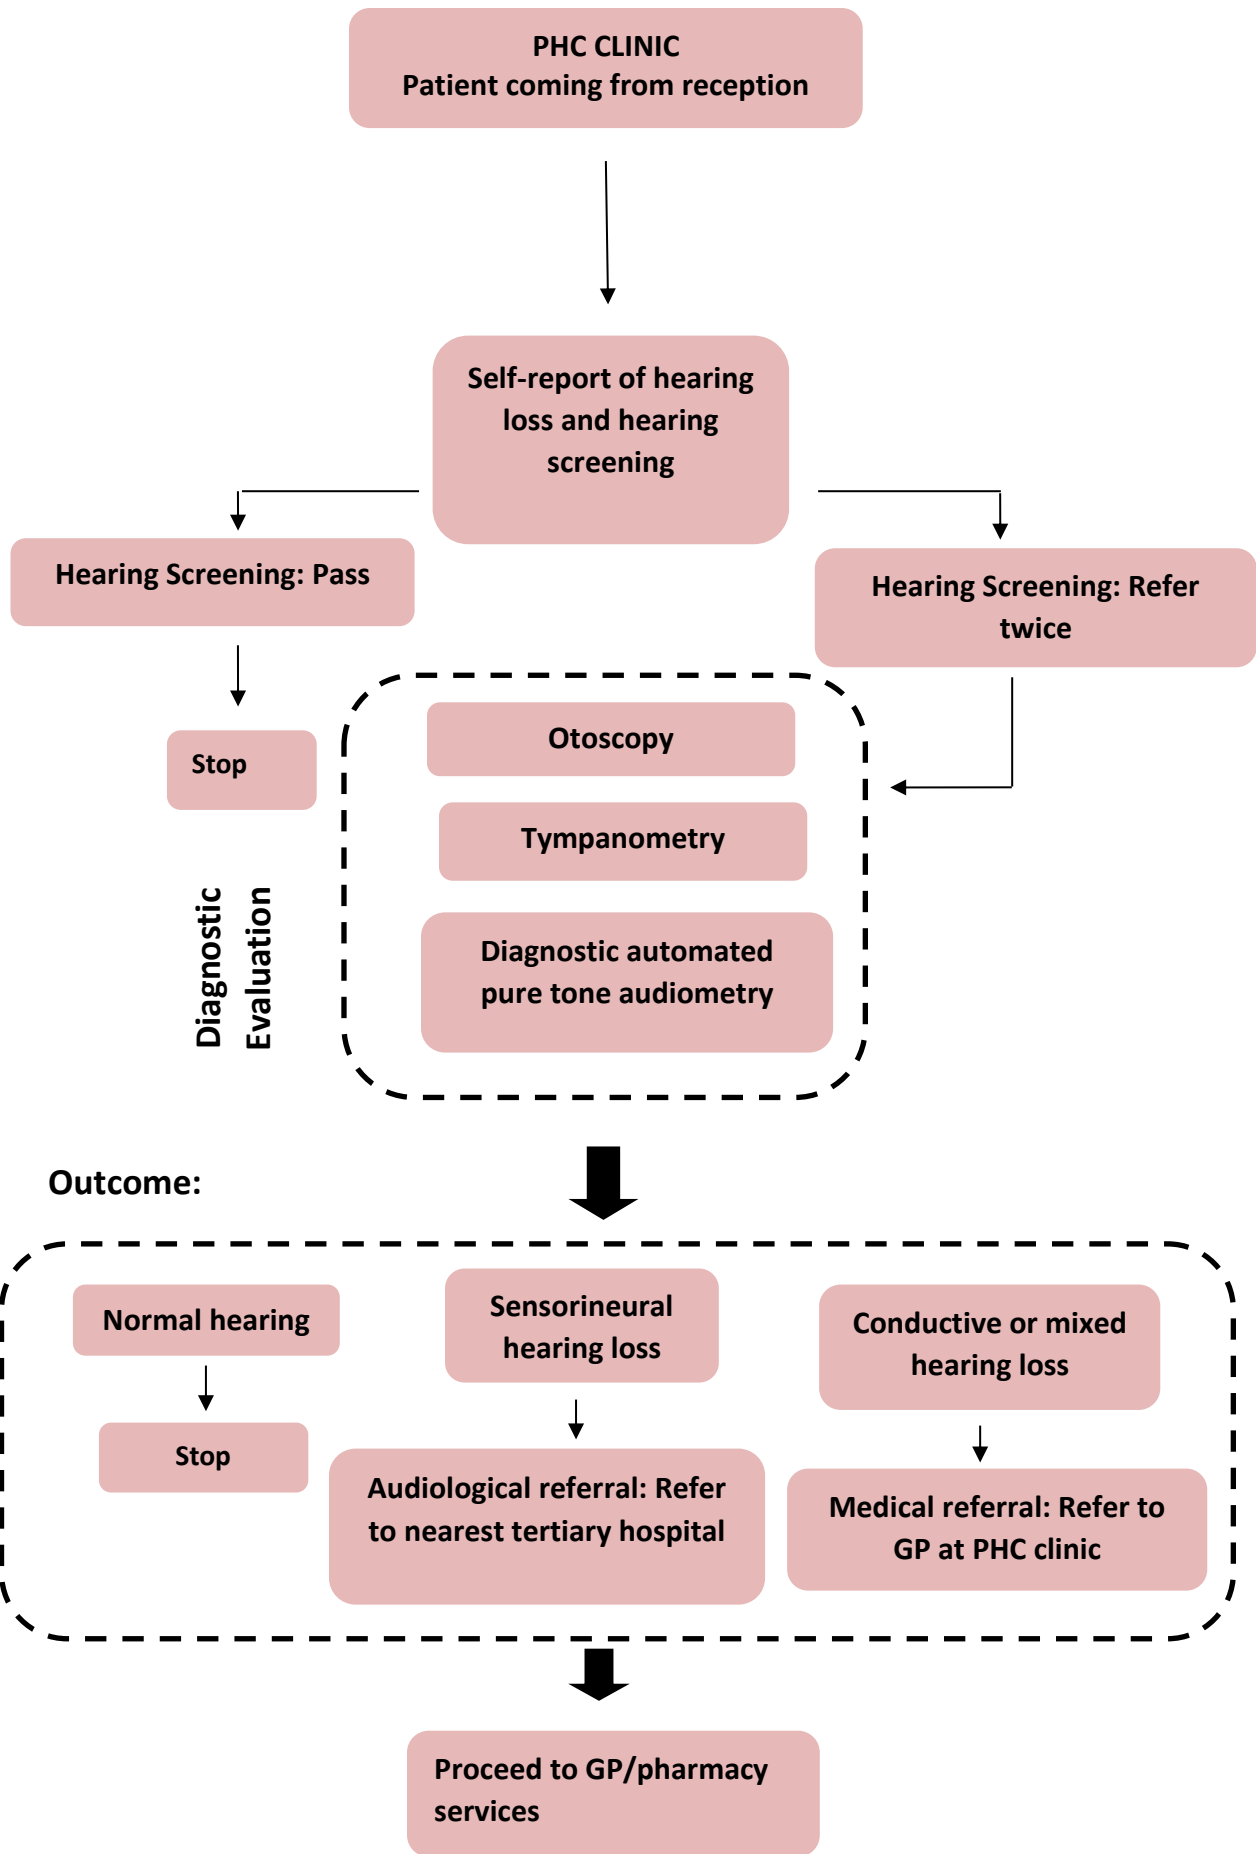 PHC CLINIC
Patient coming from reception
Self-report of hearing
loss and hearing
screening
Hearing Screening: Pass
Hearing Screening: Refer
twice
Stop
Otoscopy
Tympanometry
Diagnostic automated
pure tone audiometry
Diagnostic
Evaluation
Outcome:
Normal hearing
Stop
Sensorineural
hearing loss
Audiological referral: Refer
to nearest tertiary hospital
Conductive or mixed
hearing loss
Medical referral: Refer to
GP at PHC clinic
Proceed to GP/pharmacy
services